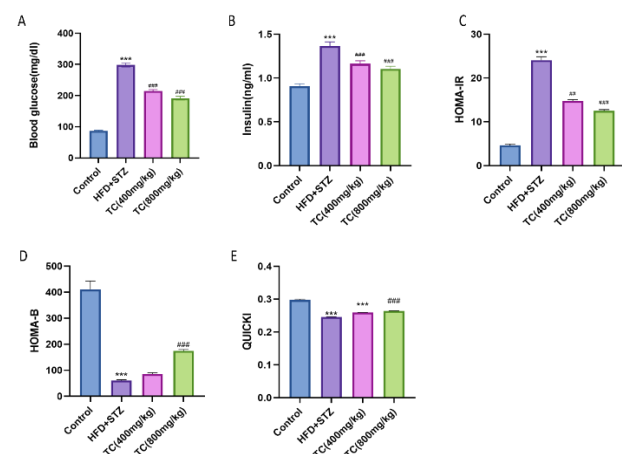 A
Blood glucose(mg/dl)
400
300
200
100
0
***
###
###
Control
HFD+STZ
TC(400mg/kg)
TC(800mg/kg)
B
Insulin(ng/ml)
1.5
1.0
0.5
0.0
***
###
###
Control
HFD+STZ
TC(400mg/kg)
TC(800mg/kg)
C
HOMA-IR
30
20
10
0
***
##
###
Control
HFD+STZ
TC(400mg/kg)
TC(800mg/kg)
D
HOMA-B
500
400
300
200
100
0
***
###
Control
HFD+STZ
TC(400mg/kg)
TC(800mg/kg)
E
QUICKI
0.4
0.3
0.2
0.1
0.0
***
***
###
Control
HFD+STZ
TC(400mg/kg)
TC(800mg/kg)